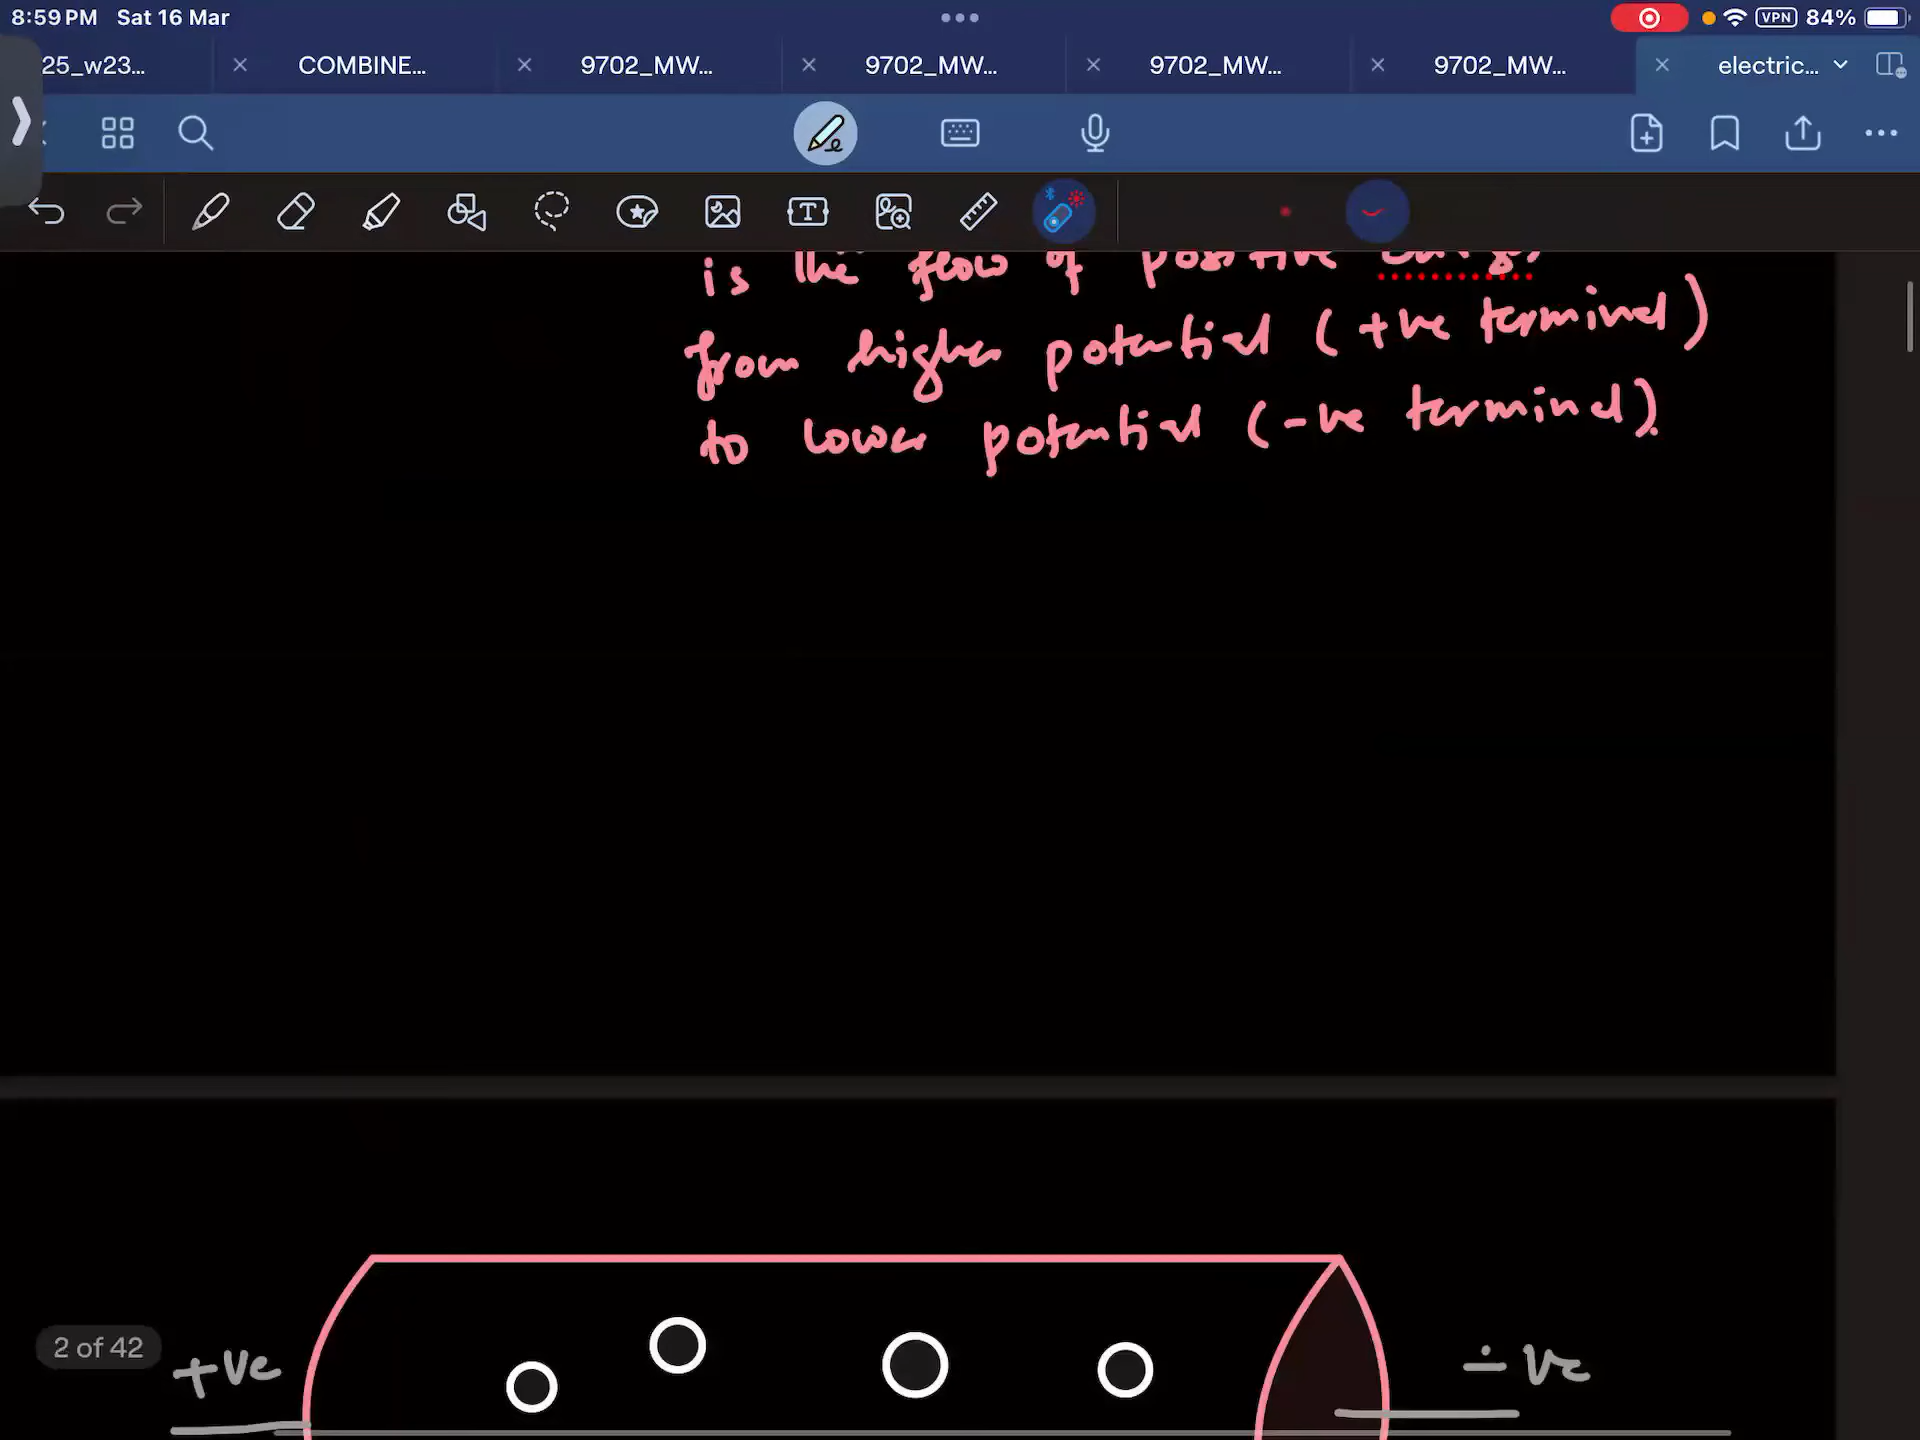 8:59 PM Sat 16 Mar
VPN 84%
25_w23...
COMBINE...
9702_MW...
9702_MW...
9702_MW...
9702_MW...
electric...
is the flow of positive
from higher potential (+ve terminal)
to lower potential (-ve terminal).
2 of 42
+ve
-ve